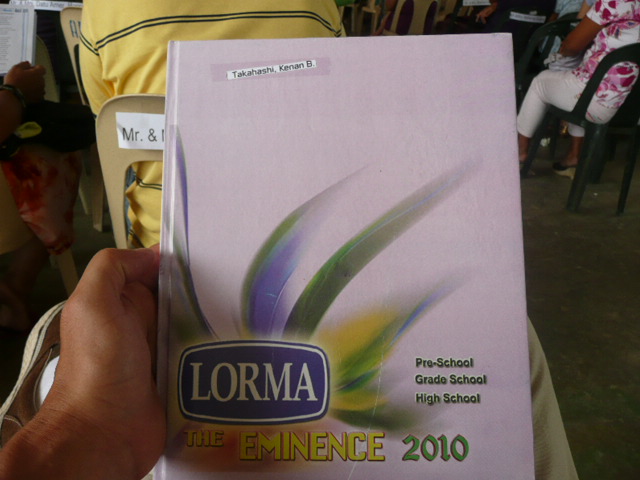 Takahashi, Kenan B.
Mr. &
LORMA
Pre-School
Grade School
High School
THE EMINENCE 2010